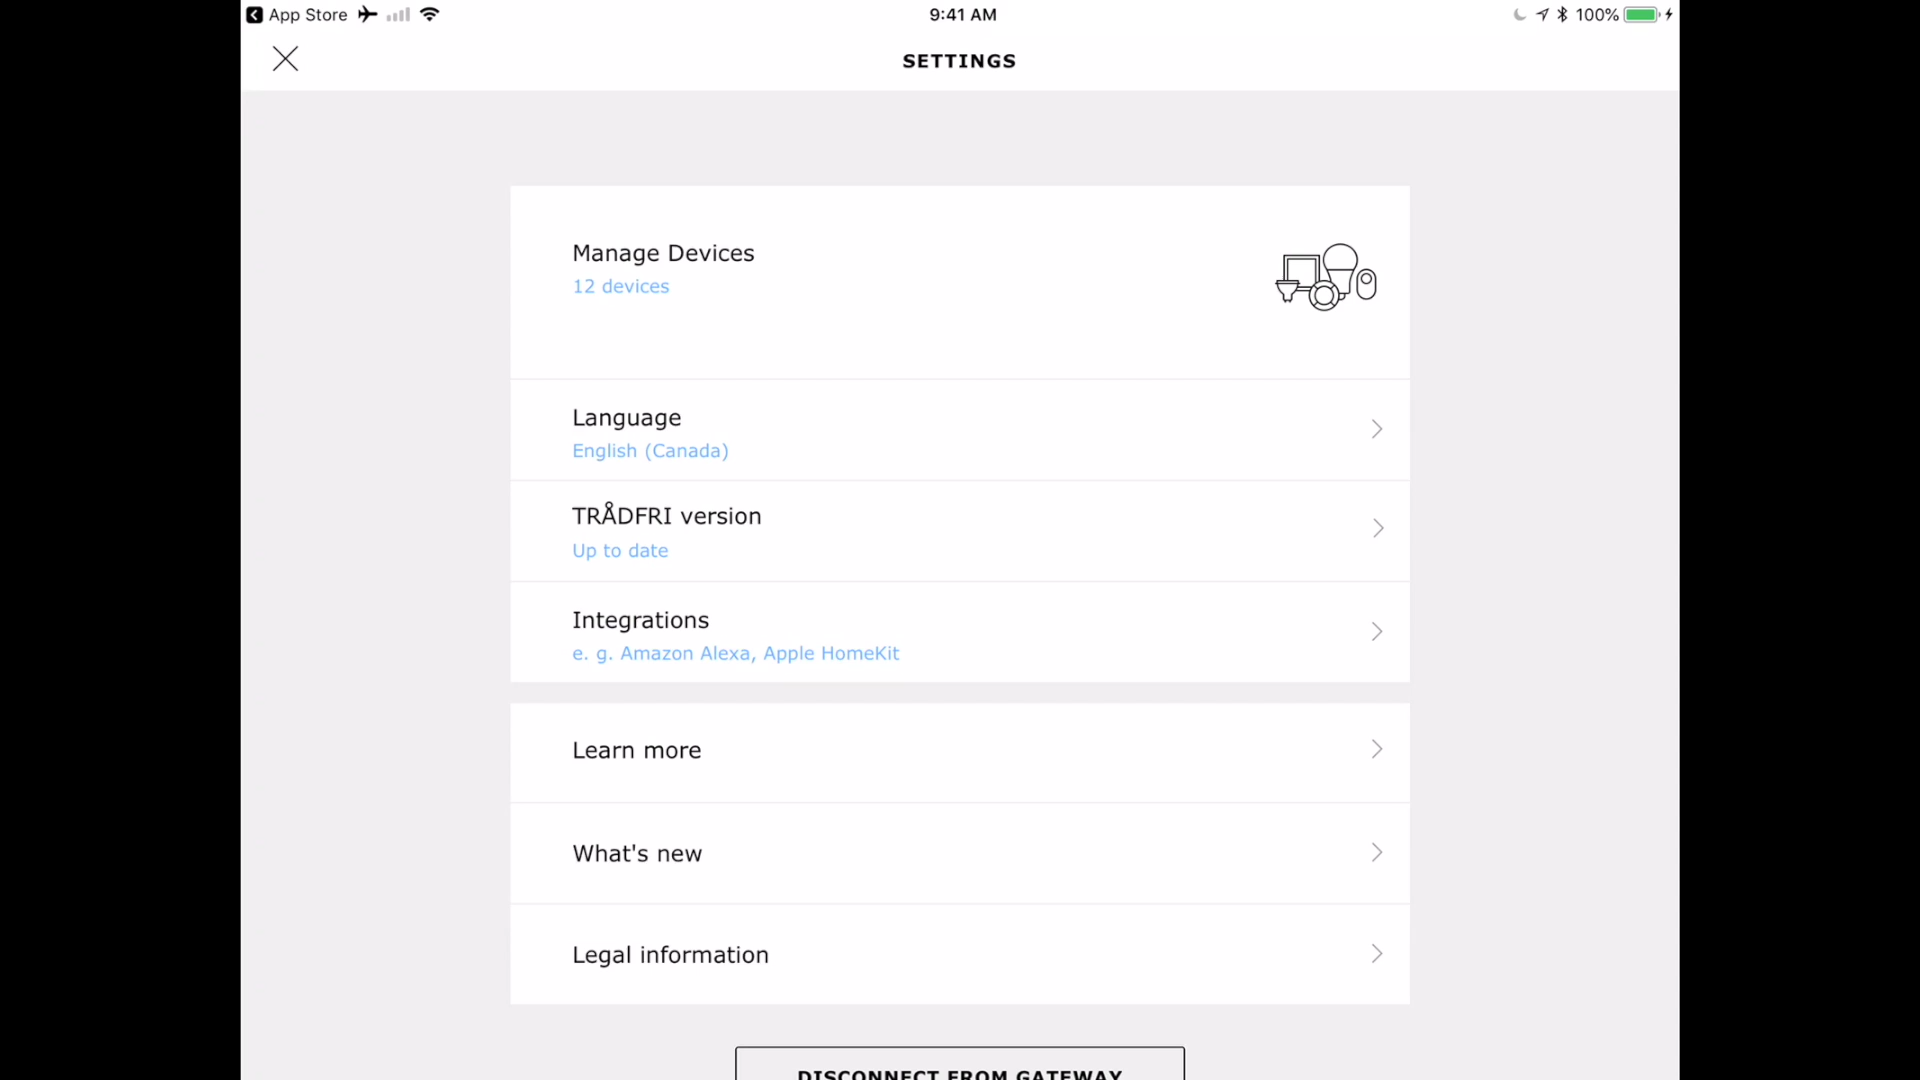 App Store
9:41 AM
100%
SETTINGS
Manage Devices
12 devices
Language
English (Canada)
TRÅDFRI version
Up to date
Integrations
e. g. Amazon Alexa, Apple HomeKit
Learn more
What's new
Legal information
DISCONNECT FROM GATEWAY